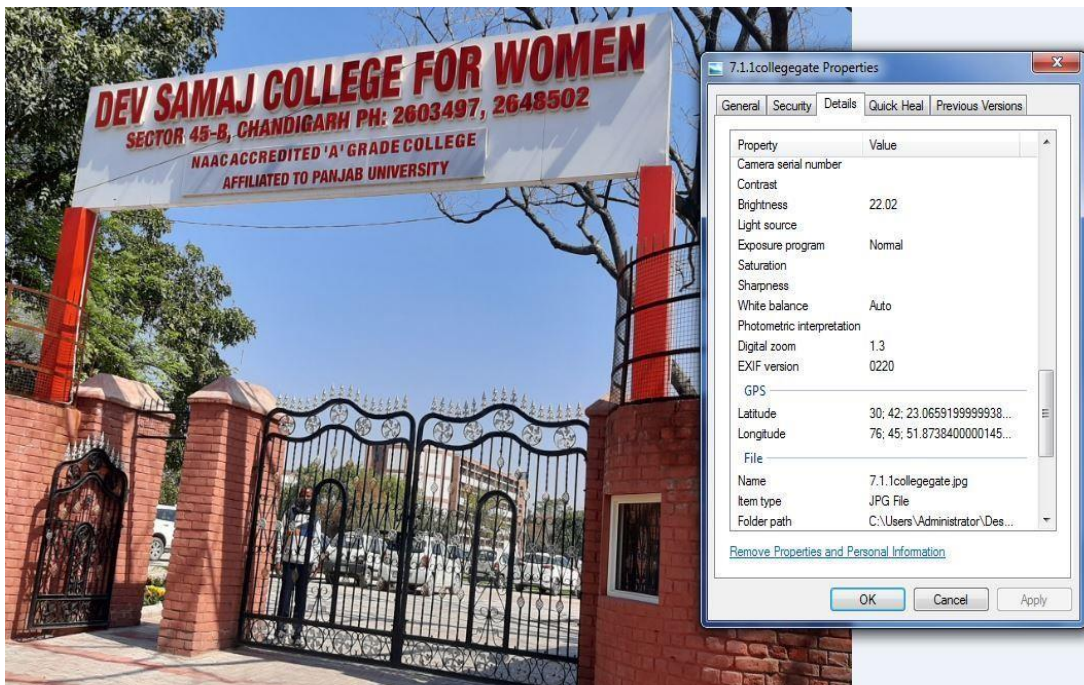 DEV SAMAJ COLLEGE FOR WOMEN
SECTOR 45-B, CHANDIGARH PH: 2603497, 2648502
NAAC ACCREDITED 'A' GRADE COLLEGE
AFFILIATED TO PANJAB UNIVERSITY
7.1.1collegegate Properties
General Security Details Quick Heal Previous Versions
Property Value
Camera serial number
Contrast
Brightness 22.02
Light source
Exposure program Normal
Saturation
Sharpness
White balance Auto
Photometric interpretation
Digital zoom 1.3
EXIF version 0220
GPS
Latitude 30; 42; 23.0659199999938...
Longitude 76; 45; 51.8738400000145...
File
Name 7.1.1collegegate.jpg
Item type JPG File
Folder path C:\Users\Administrator\Des...
Remove Properties and Personal Information
OK Cancel Apply